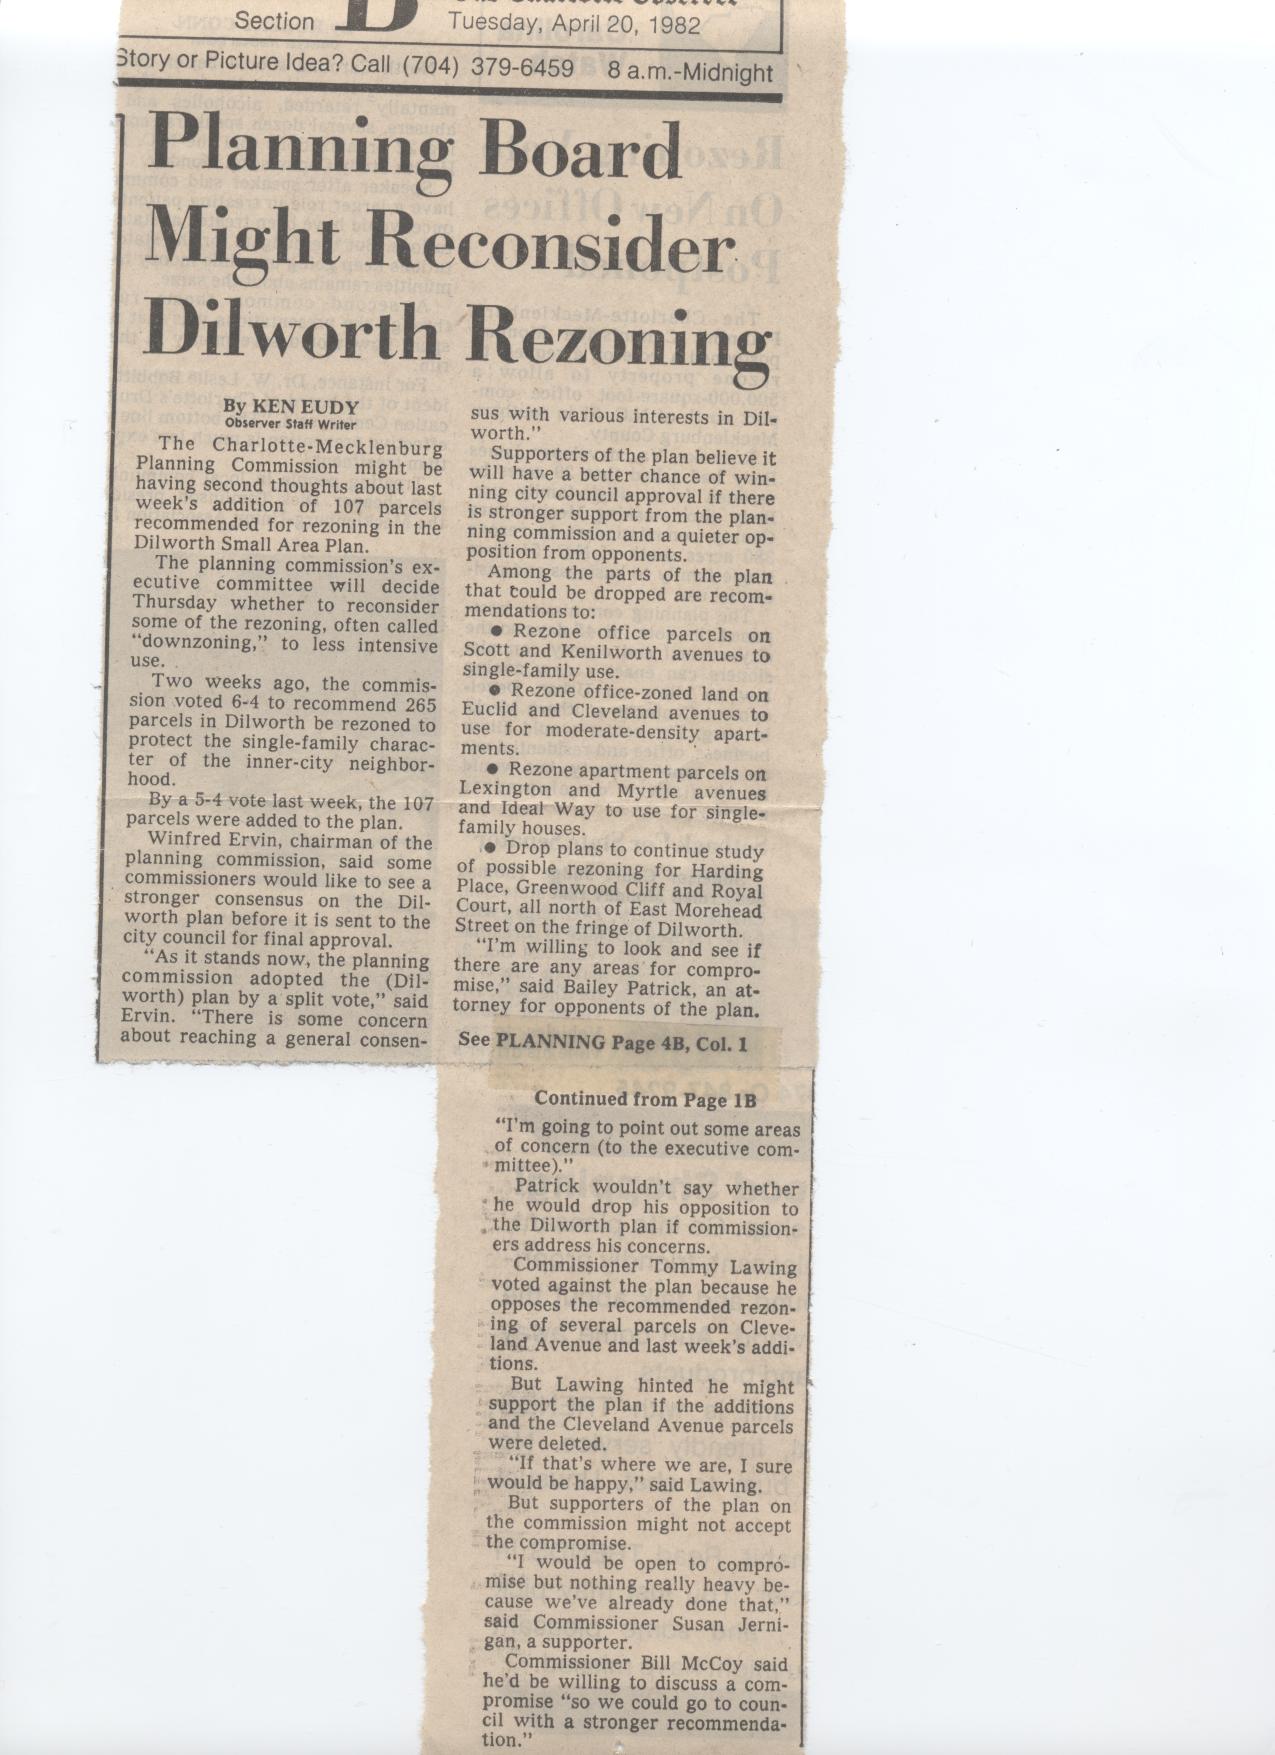 Section B The Charlotte Observer
Tuesday, April 20, 1982
Story or Picture Idea? Call (704) 379-6459 8 a.m.-Midnight
Planning Board
Might Reconsider
Dilworth Rezoning
By KEN EUDY
Observer Staff Writer
The Charlotte-Mecklenburg
Planning Commission might be
having second thoughts about last
week's addition of 107 parcels
recommended for rezoning in the
Dilworth Small Area Plan.
The planning commission's ex-
ecutive committee will decide
Thursday whether to reconsider
some of the rezoning, often called
"downzoning," to less intensive
use.
Two weeks ago, the commis-
sion voted 6-4 to recommend 265
parcels in Dilworth be rezoned to
protect the single-family charac-
ter of the inner-city neighbor-
hood.
By a 5-4 vote last week, the 107
parcels were added to the plan.
Winfred Ervin, chairman of the
planning commission, said some
commissioners would like to see a
stronger consensus on the Dil-
worth plan before it is sent to the
city council for final approval.
"As it stands now, the planning
commission adopted the (Dil-
worth) plan by a split vote," said
Ervin. "There is some concern
about reaching a general consen-
sus with various interests in Dil-
worth."
Supporters of the plan believe it
will have a better chance of win-
ning city council approval if there
is stronger support from the plan-
ning commission and a quieter op-
position from opponents.
Among the parts of the plan
that could be dropped are recom-
mendations to:
● Rezone office parcels on
Scott and Kenilworth avenues to
single-family use.
● Rezone office-zoned land on
Euclid and Cleveland avenues to
use for moderate-density apart-
ments.
● Rezone apartment parcels on
Lexington and Myrtle avenues
and Ideal Way to use for single-
family houses.
● Drop plans to continue study
of possible rezoning for Harding
Place, Greenwood Cliff and Royal
Court, all north of East Morehead
Street on the fringe of Dilworth.
"I'm willing to look and see if
there are any areas for compro-
mise," said Bailey Patrick, an at-
torney for opponents of the plan.
See PLANNING Page 4B, Col. 1
Continued from Page 1B
"I'm going to point out some areas
of concern (to the executive com-
mittee)."
Patrick wouldn't say whether
he would drop his opposition to
the Dilworth plan if commission-
ers address his concerns.
Commissioner Tommy Lawing
voted against the plan because he
opposes the recommended rezon-
ing of several parcels on Cleve-
land Avenue and last week's addi-
tions.
But Lawing hinted he might
support the plan if the additions
and the Cleveland Avenue parcels
were deleted.
"If that's where we are, I sure
would be happy," said Lawing.
But supporters of the plan on
the commission might not accept
the compromise.
"I would be open to compro-
mise but nothing really heavy be-
cause we've already done that,"
said Commissioner Susan Jerni-
gan, a supporter.
Commissioner Bill McCoy said
he'd be willing to discuss a com-
promise "so we could go to coun-
cil with a stronger recommenda-
tion."